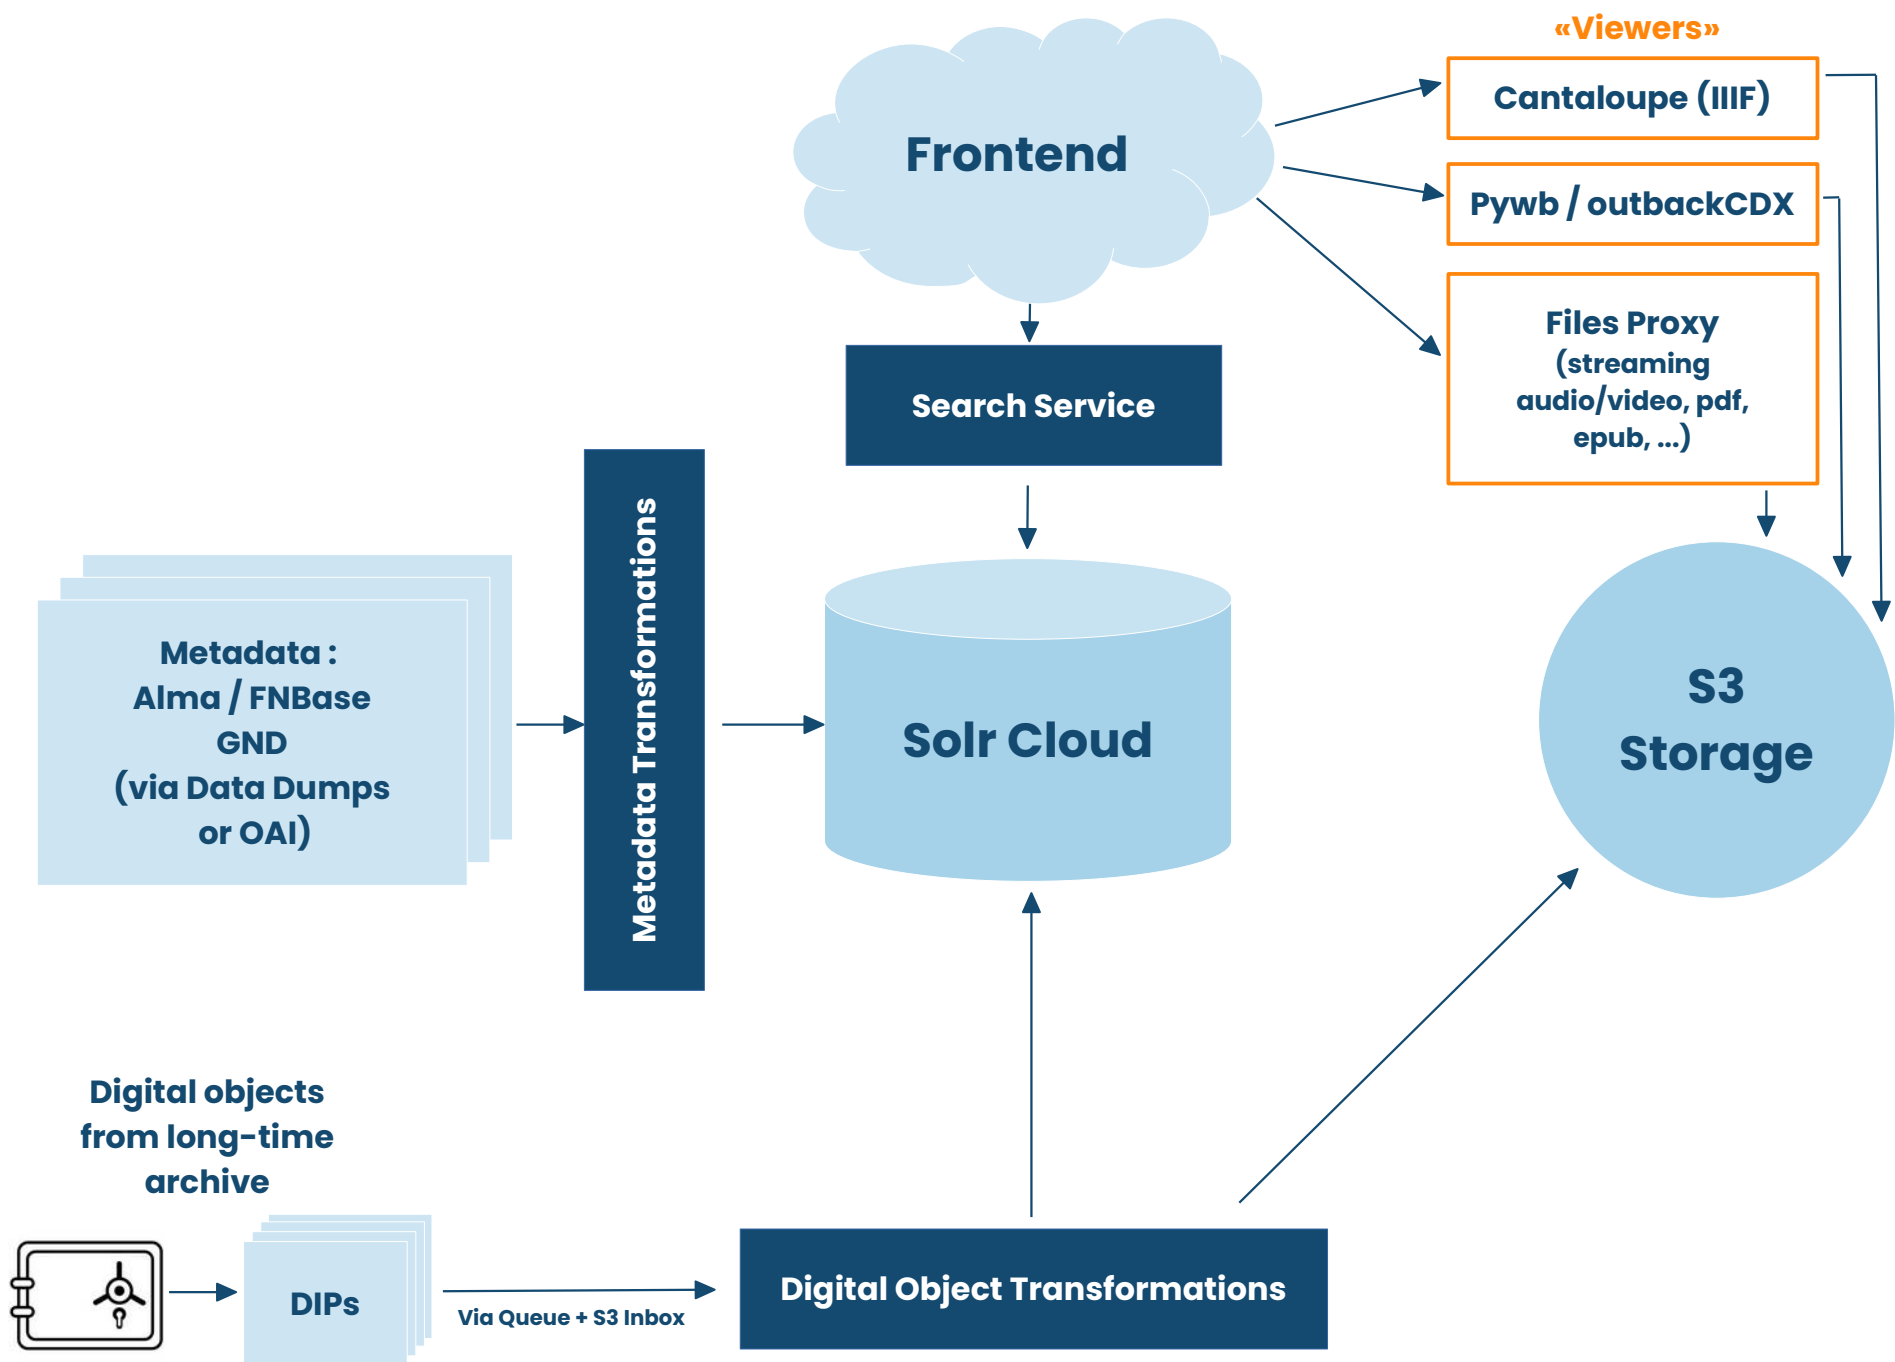 «Viewers»
Cantaloupe (IIIF)
Frontend
Pywb / outbackCDX
Files Proxy
(streaming
audio/video, pdf,
epub, ...)
Search Service
Metadata Transformations
Metadata :
Alma / FNBase
GND
(via Data Dumps
or OAI)
Solr Cloud
S3
Storage
Digital objects
from long-time
archive
DIPs
Via Queue + S3 Inbox
Digital Object Transformations